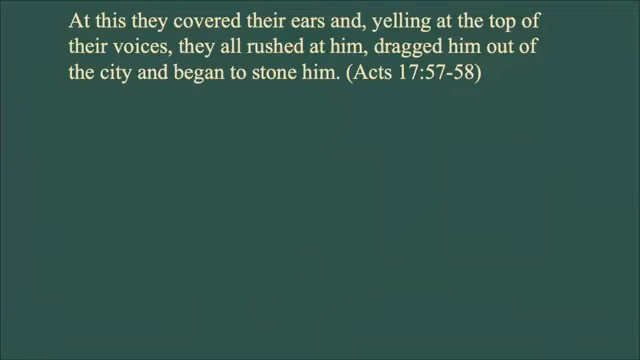 At this they covered their ears and, yelling at the top of
their voices, they all rushed at him, dragged him out of
the city and began to stone him. (Acts 17:57-58)